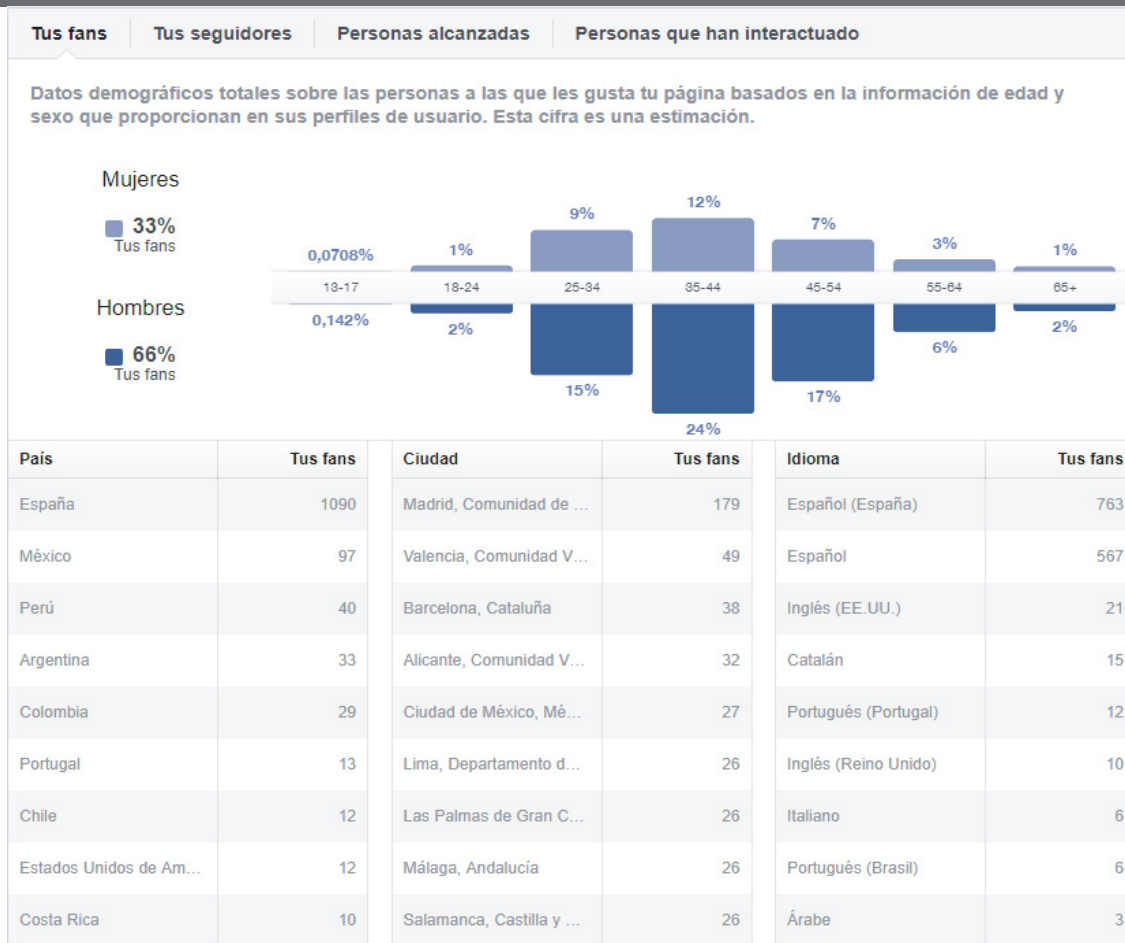 Tus fans Tus seguidores Personas alcanzadas Personas que han interactuado
Datos demográficos totales sobre las personas a las que les gusta tu página basados en la información de edad y
sexo que proporcionan en sus perfiles de usuario. Esta cifra es una estimación.
Mujeres
33%
Tus fans
0,0708% 1% 9% 12% 7% 3% 1%
13-17 18-24 25-34 35-44 45-54 55-64 65+
Hombres
66%
Tus fans
0,142% 2% 15% 24% 17% 6% 2%
País Tus fans Ciudad Tus fans Idioma Tus fans
España 1090 Madrid, Comunidad de ... 179 Español (España) 763
México 97 Valencia, Comunidad V... 49 Español 567
Perú 40 Barcelona, Cataluña 38 Inglés (EE.UU.) 21
Argentina 33 Alicante, Comunidad V... 32 Catalán 15
Colombia 29 Ciudad de México, Mé... 27 Portugués (Portugal) 12
Portugal 13 Lima, Departamento d... 26 Inglés (Reino Unido) 10
Chile 12 Las Palmas de Gran C... 26 Italiano 6
Estados Unidos de Am... 12 Málaga, Andalucía 26 Portugués (Brasil) 6
Costa Rica 10 Salamanca, Castilla y ... 26 Árabe 3